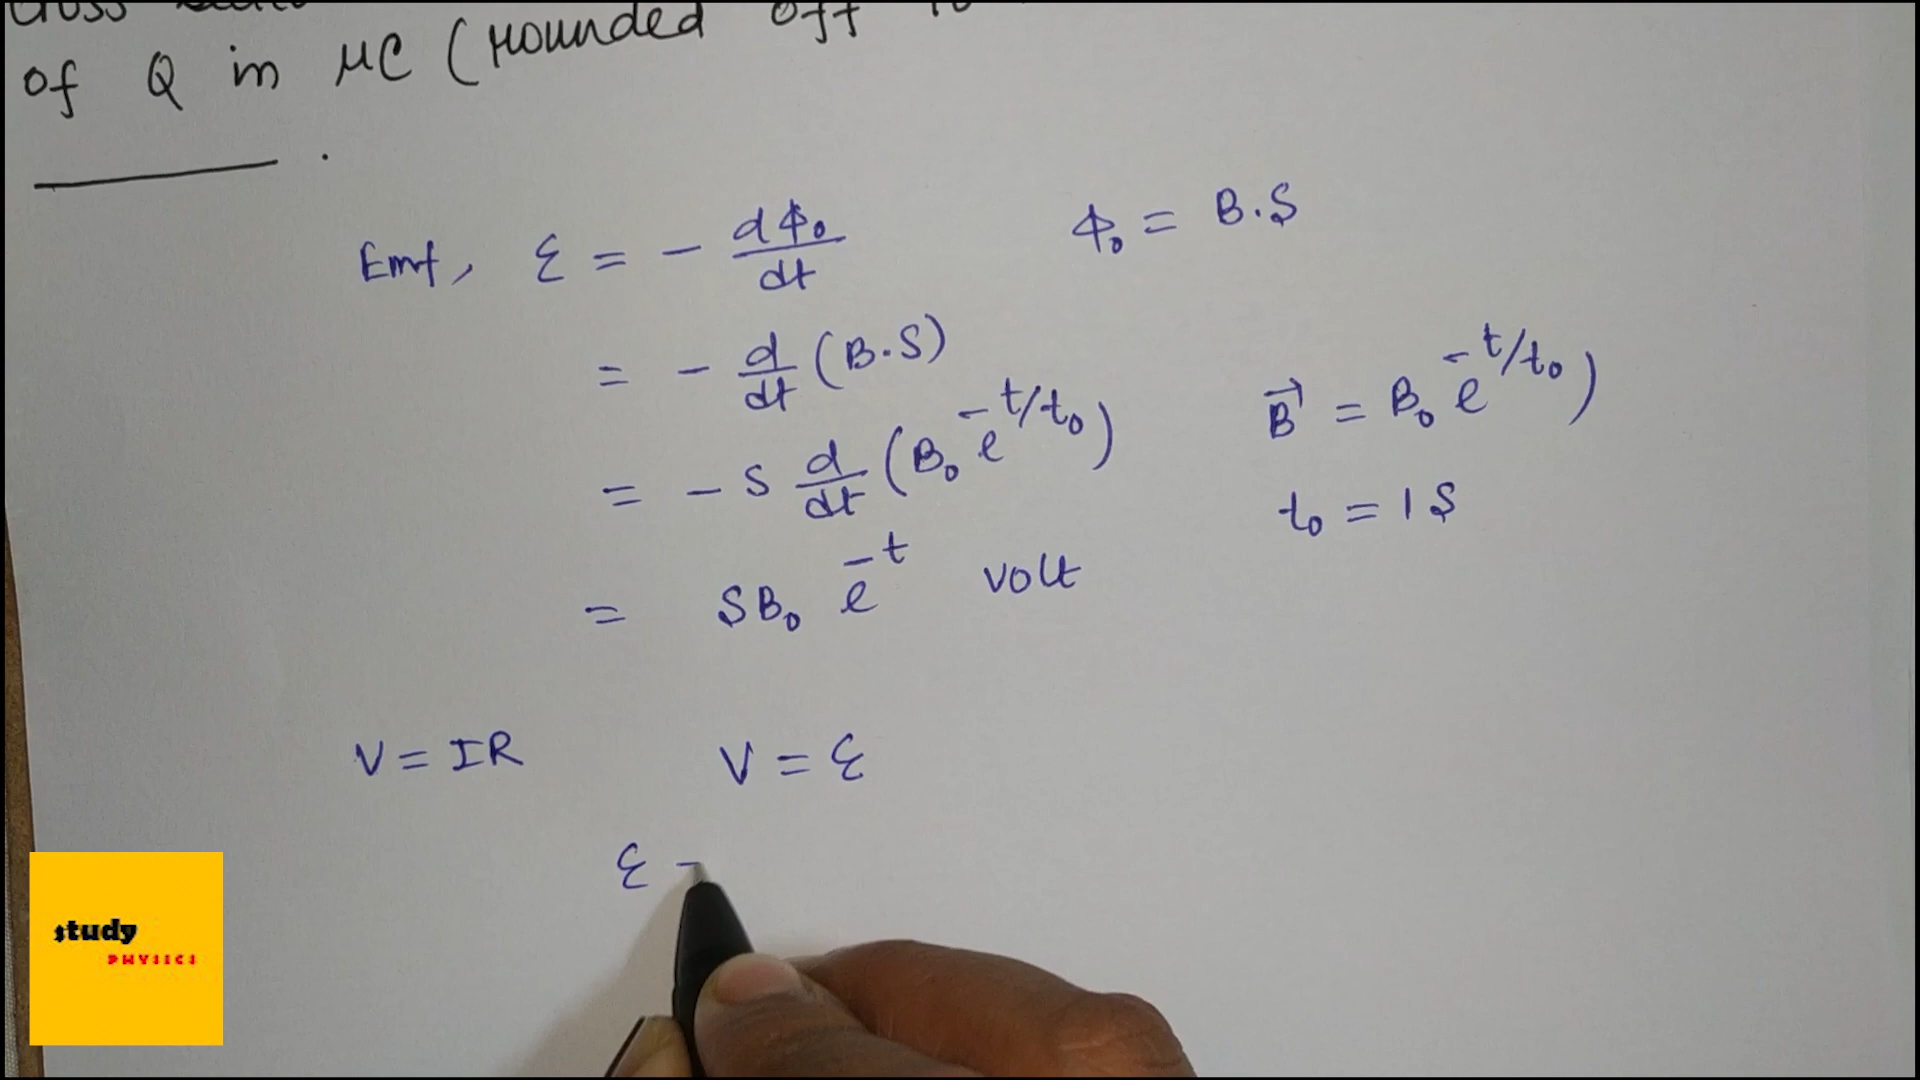 of Q in μC (rounded off to
______ .
Emf, ε = - dΦ₀/dt   Φ₀ = B.S
= - d/dt (B.S)
= - S d/dt (B₀ e^-t/t₀)   B⃗ = B₀ e^-t/t₀)
t₀ = 1 S
= SB₀ e^-t volt
V = IR   V = ε
ε -
study
PHYSICS